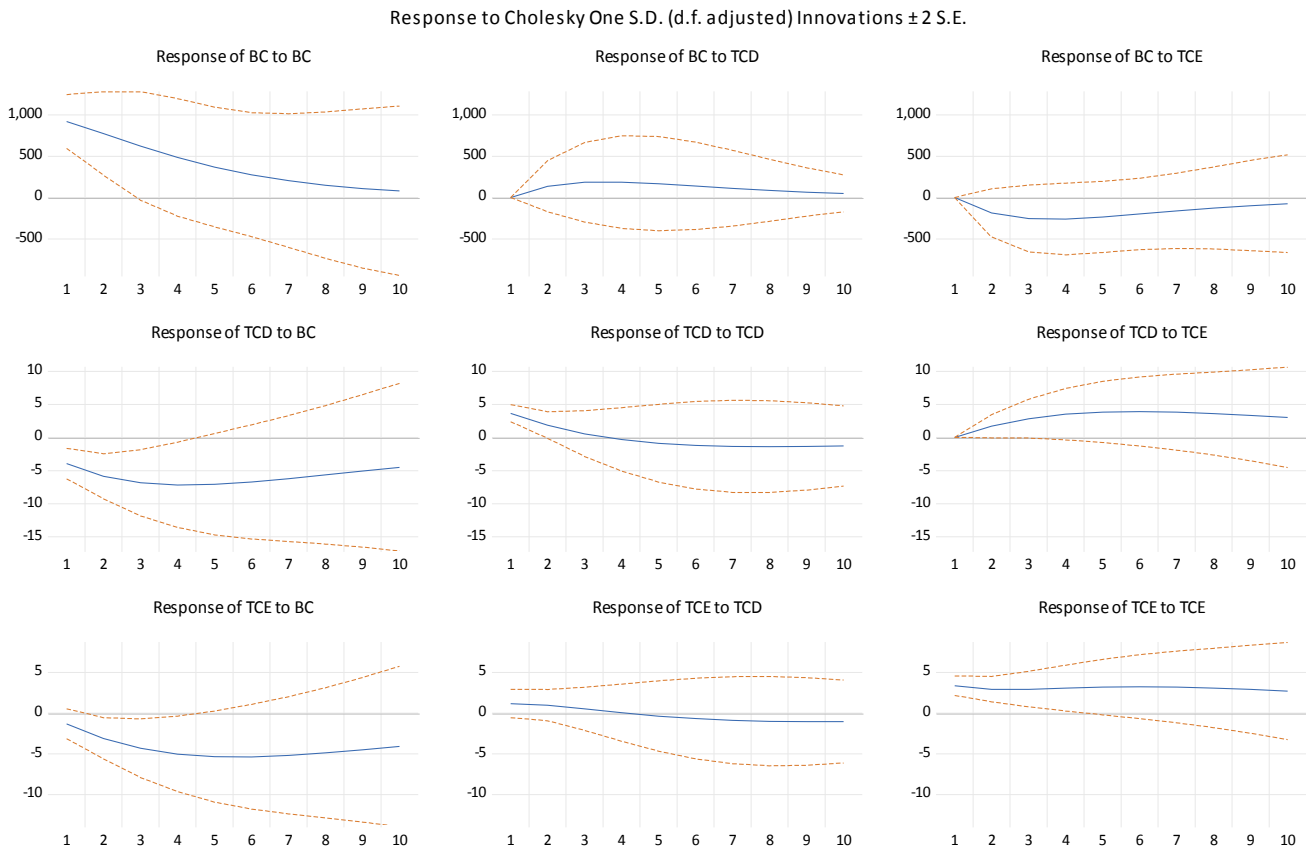 Response to Cholesky One S.D. (d.f. adjusted) Innovations ± 2 S.E.
Response of BC to BC
Response of BC to TCD
Response of BC to TCE
1,000
500
0
-500
1 2 3 4 5 6 7 8 9 10
1,000
500
0
-500
1 2 3 4 5 6 7 8 9 10
1,000
500
0
-500
1 2 3 4 5 6 7 8 9 10
Response of TCD to BC
Response of TCD to TCD
Response of TCD to TCE
10
5
0
-5
-10
-15
1 2 3 4 5 6 7 8 9 10
10
5
0
-5
-10
-15
1 2 3 4 5 6 7 8 9 10
10
5
0
-5
-10
-15
1 2 3 4 5 6 7 8 9 10
Response of TCE to BC
Response of TCE to TCD
Response of TCE to TCE
5
0
-5
-10
1 2 3 4 5 6 7 8 9 10
5
0
-5
-10
1 2 3 4 5 6 7 8 9 10
5
0
-5
-10
1 2 3 4 5 6 7 8 9 10